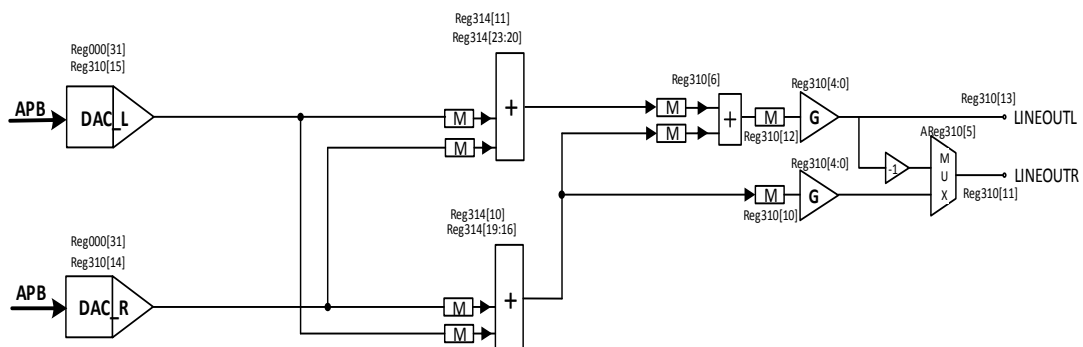 Reg314[11]
Reg314[23:20]
Reg000[31]
Reg310[15]
APB
DAC_L
M
M
+
Reg310[6]
M
M
+
Reg310[12]
M
Reg310[4:0]
G
Reg310[13]
LINEOUTL
AReg310[5]
-1
M
U
X
LINEOUTR
Reg310[11]
Reg310[4:0]
M
G
Reg310[10]
Reg314[10]
Reg314[19:16]
Reg000[31]
Reg310[14]
APB
DAC_R
M
M
+